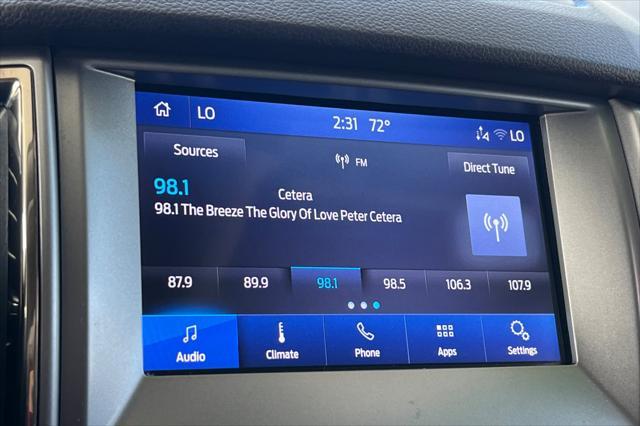 LO 2:31 72° LO
Sources FM Direct Tune
98.1 Cetera
98.1 The Breeze The Glory Of Love Peter Cetera
87.9 89.9 98.1 98.5 106.3 107.9
Audio Climate Phone Apps Settings